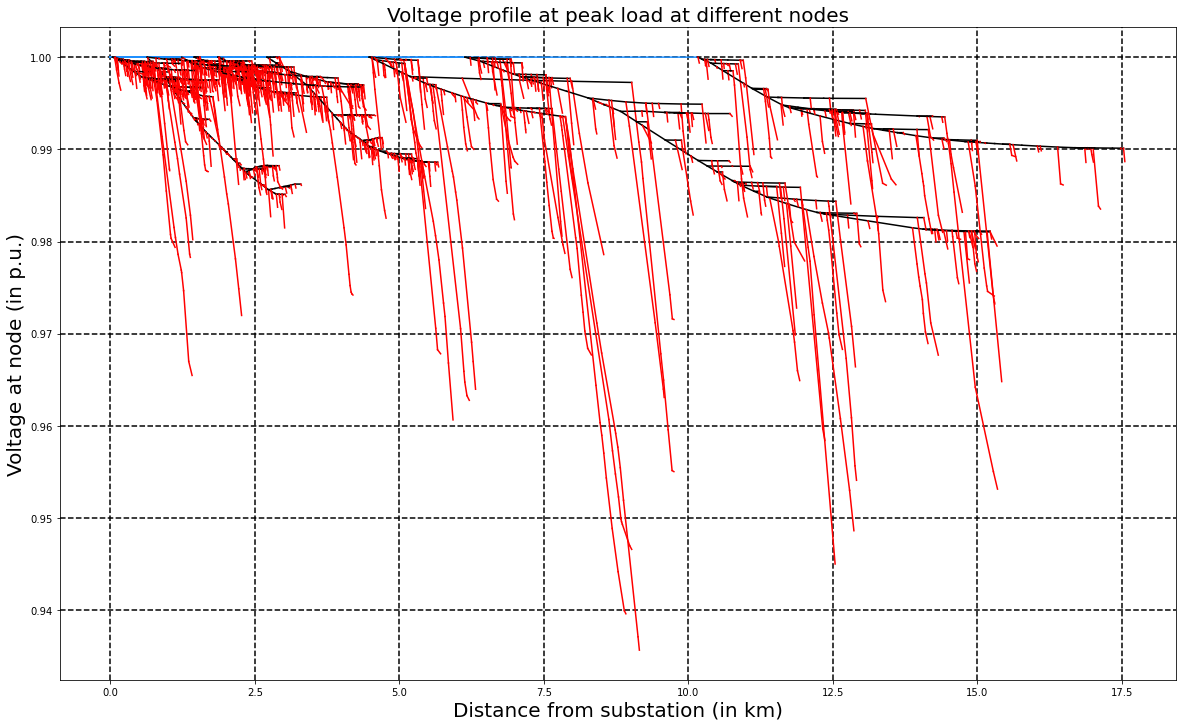 Voltage profile at peak load at different nodes
Voltage at node (in p.u.)
1.00
0.99
0.98
0.97
0.96
0.95
0.94
0.0 2.5 5.0 7.5 10.0 12.5 15.0 17.5
Distance from substation (in km)